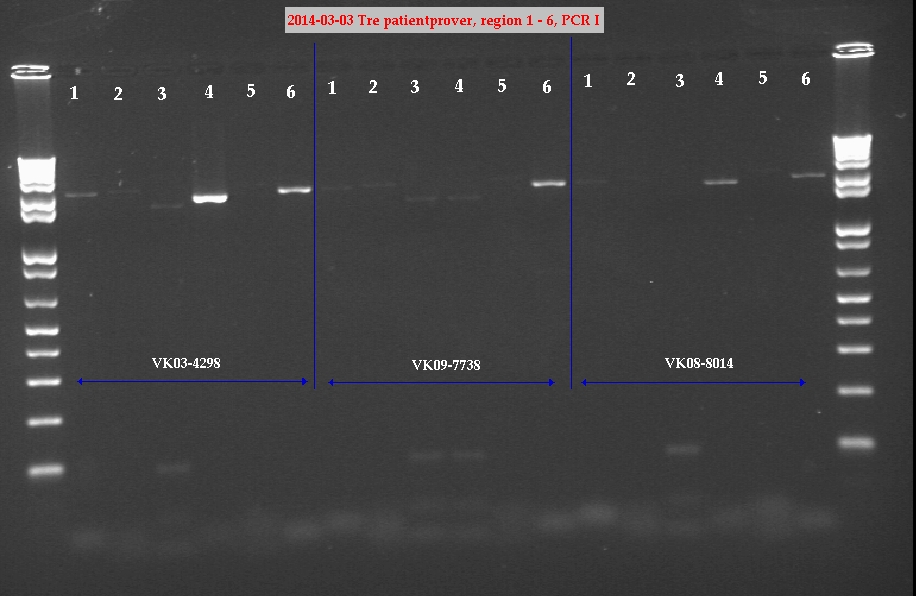 2014-03-03 Tre patientprover, region 1 - 6, PCR I
1 2 3 4 5 6 1 2 3 4 5 6 1 2 3 4 5 6
VK03-4298 VK09-7738 VK08-8014